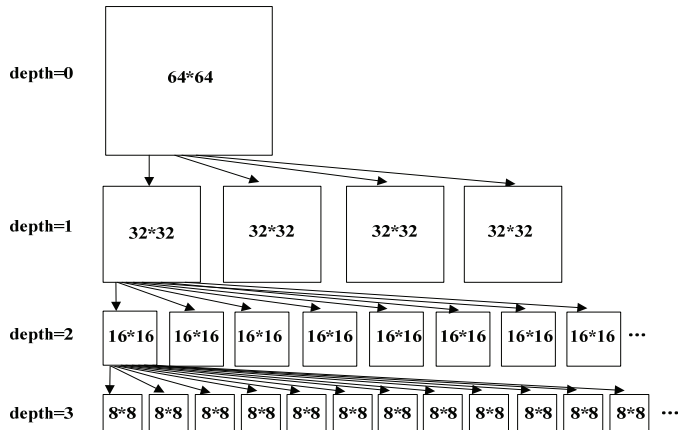 depth=0 64*64
depth=1 32*32 32*32 32*32 32*32
depth=2 16*16 16*16 16*16 16*16 16*16 16*16 16*16 16*16 ...
depth=3 8*8 8*8 8*8 8*8 8*8 8*8 8*8 8*8 8*8 8*8 8*8 8*8 ...